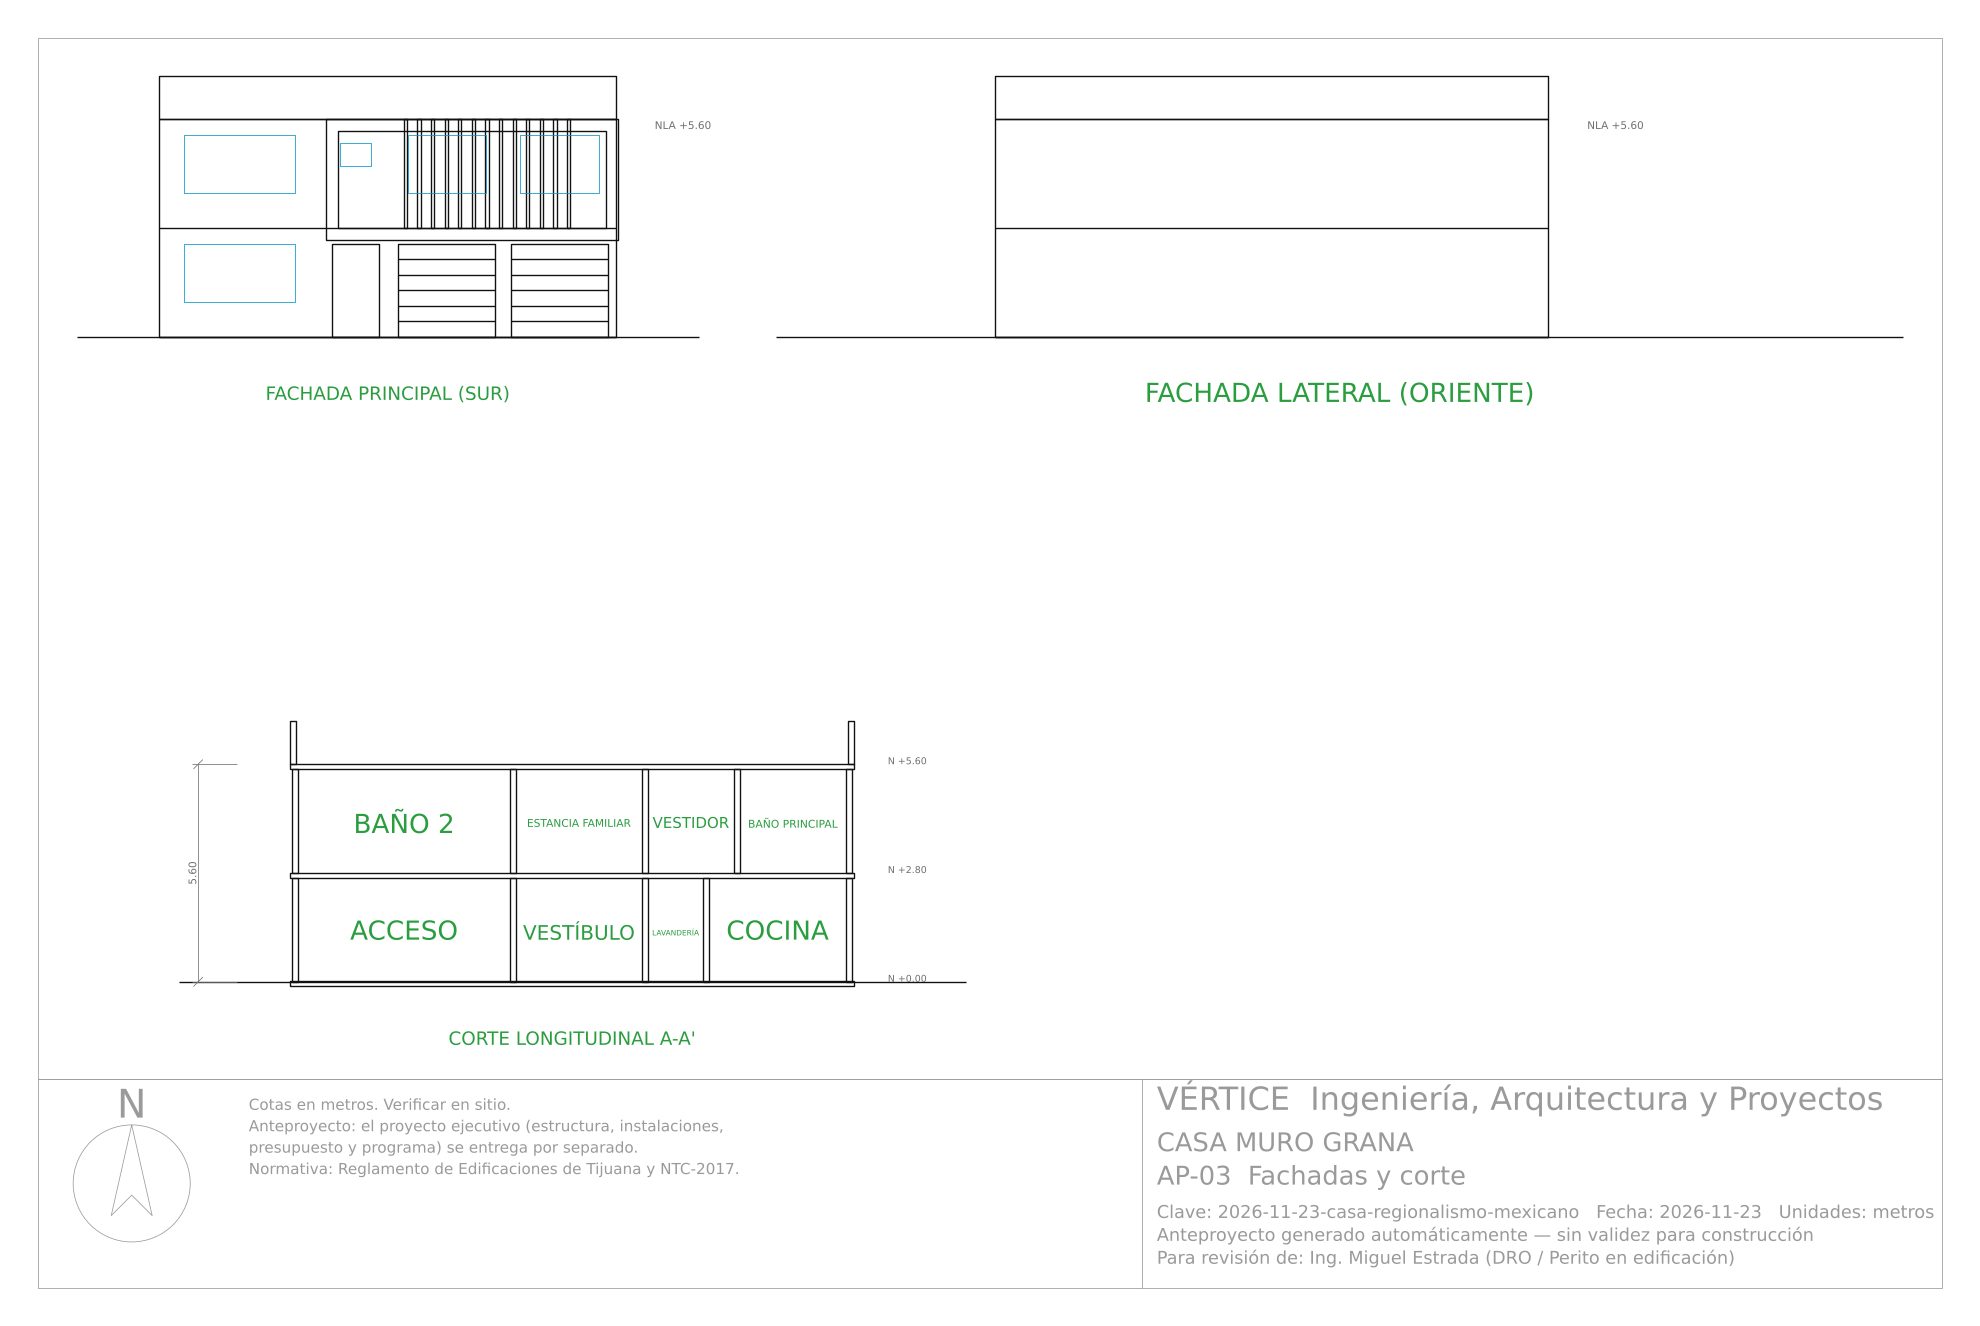 NLA +5.60
NLA +5.60
FACHADA PRINCIPAL (SUR)
FACHADA LATERAL (ORIENTE)
N +5.60
BAÑO 2
ESTANCIA FAMILIAR
VESTIDOR
BAÑO PRINCIPAL
5.60
N +2.80
ACCESO
VESTÍBULO
LAVANDERÍA
COCINA
N +0.00
CORTE LONGITUDINAL A-A'
N
Cotas en metros. Verificar en sitio.
Anteproyecto: el proyecto ejecutivo (estructura, instalaciones,
presupuesto y programa) se entrega por separado.
Normativa: Reglamento de Edificaciones de Tijuana y NTC-2017.
VÉRTICE  Ingeniería, Arquitectura y Proyectos
CASA MURO GRANA
AP-03  Fachadas y corte
Clave: 2026-11-23-casa-regionalismo-mexicano   Fecha: 2026-11-23   Unidades: metros
Anteproyecto generado automáticamente — sin validez para construcción
Para revisión de: Ing. Miguel Estrada (DRO / Perito en edificación)